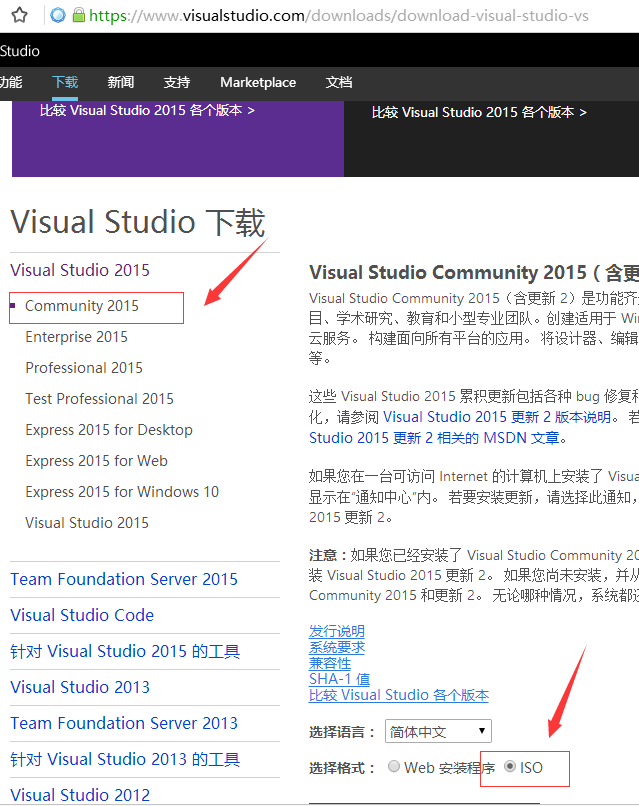 https://www.visualstudio.com/downloads/download-visual-studio-vs
Studio
功能 下载 新闻 支持 Marketplace 文档
比较 Visual Studio 2015 各个版本 >
比较 Visual Studio 2015 各个版本 >
Visual Studio 下载
Visual Studio 2015
Community 2015
Enterprise 2015
Professional 2015
Test Professional 2015
Express 2015 for Desktop
Express 2015 for Web
Express 2015 for Windows 10
Visual Studio 2015
Team Foundation Server 2015
Visual Studio Code
针对 Visual Studio 2015 的工具
Visual Studio 2013
Team Foundation Server 2013
针对 Visual Studio 2013 的工具
Visual Studio 2012
Visual Studio Community 2015（含更
Visual Studio Community 2015（含更新 2）是功能齐
目、学术研究、教育和小型专业团队。创建适用于 Win
云服务。 构建面向所有平台的应用。 将设计器、编辑
等。
这些 Visual Studio 2015 累积更新包括各种 bug 修复和
化，请参阅 Visual Studio 2015 更新 2 版本说明。 若
Studio 2015 更新 2 相关的 MSDN 文章。
如果您在一台可访问 Internet 的计算机上安装了 Visua
显示在“通知中心”内。 若要安装更新，请选择此通知，
2015 更新 2。
注意：如果您已经安装了 Visual Studio Community 20
装 Visual Studio 2015 更新 2。 如果您尚未安装，并从
Community 2015 和更新 2。 无论哪种情况，系统都
发行说明
系统要求
兼容性
SHA-1 值
比较 Visual Studio 各个版本
选择语言： 简体中文
选择格式： Web 安装程序 ISO